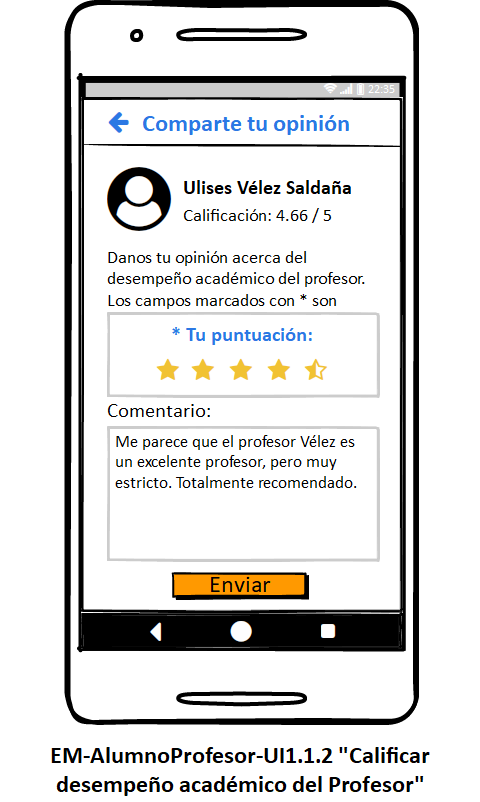 22:35
Comparte tu opinión
Ulises Vélez Saldaña
Calificación: 4.66 / 5
Danos tu opinión acerca del
desempeño académico del profesor.
Los campos marcados con * son
* Tu puntuación:
Comentario:
Me parece que el profesor Vélez es
un excelente profesor, pero muy
estricto. Totalmente recomendado.
Enviar
EM-AlumnoProfesor-UI1.1.2 "Calificar
desempeño académico del Profesor"